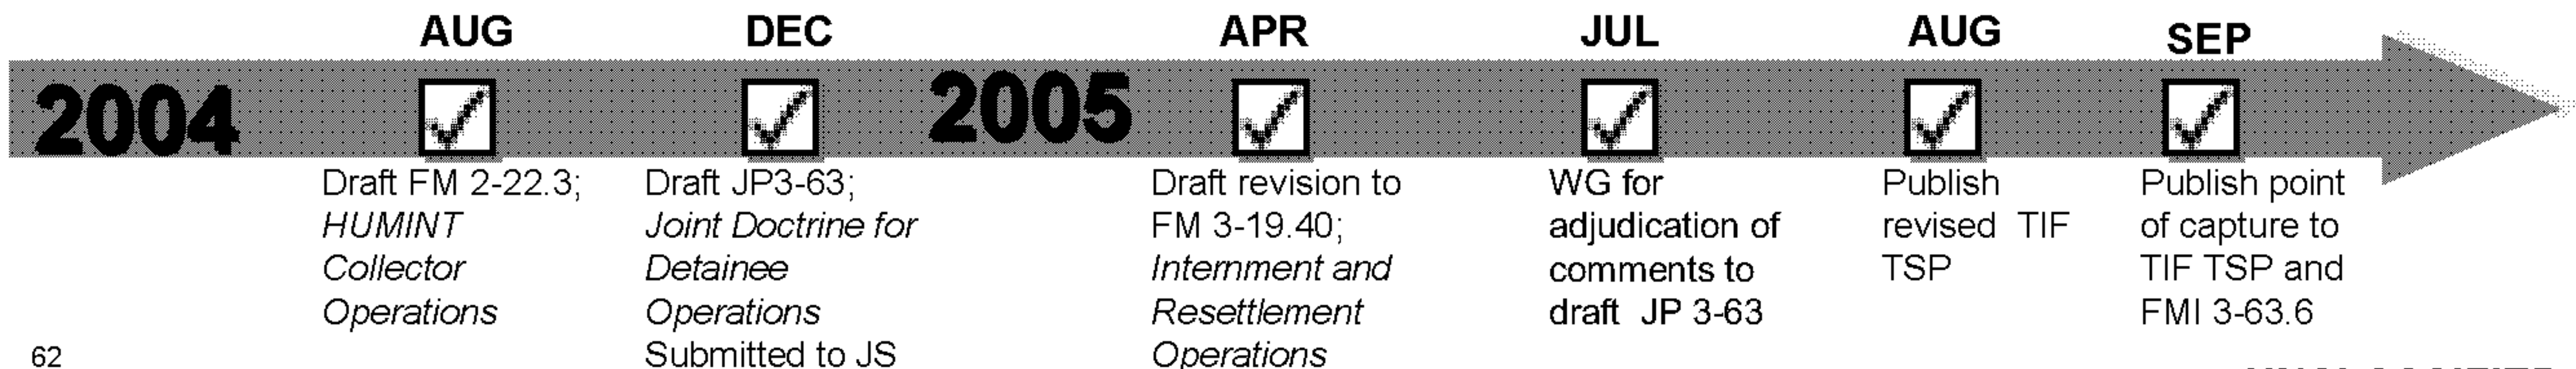 AUG DEC APR JUL AUG SEP
2004 2005
Draft FM 2-22.3;
HUMINT
Collector
Operations
Draft JP3-63;
Joint Doctrine for
Detainee
Operations
Submitted to JS
Draft revision to
FM 3-19.40;
Internment and
Resettlement
Operations
WG for
adjudication of
comments to
draft JP 3-63
Publish
revised TIF
TSP
Publish point
of capture to
TIF TSP and
FMI 3-63.6
62